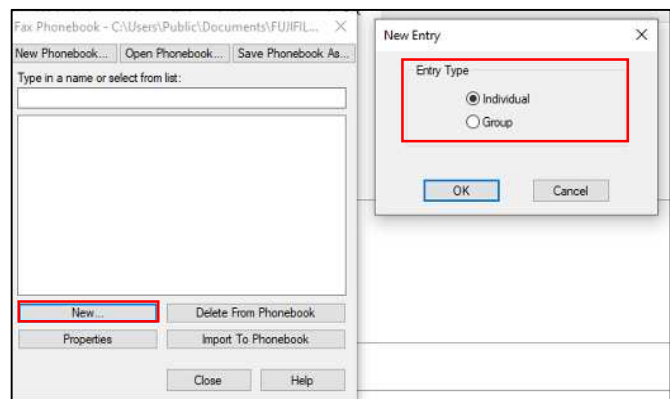 Fax Phonebook - C:\Users\Public\Documents\FUJIFIL...
New Phonebook... Open Phonebook... Save Phonebook As...
Type in a name or select from list:
New... Delete From Phonebook
Properties Import To Phonebook
Close Help
New Entry
Entry Type
Individual
Group
OK Cancel